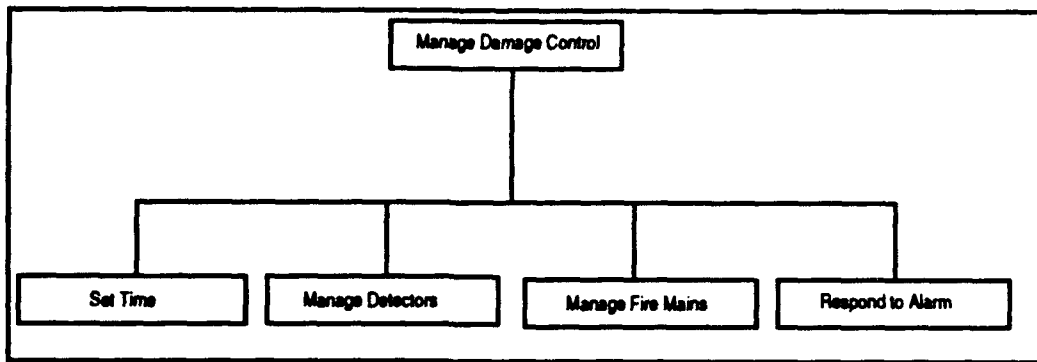 Manage Damage Control
Set Time
Manage Detectors
Manage Fire Mains
Respond to Alarm